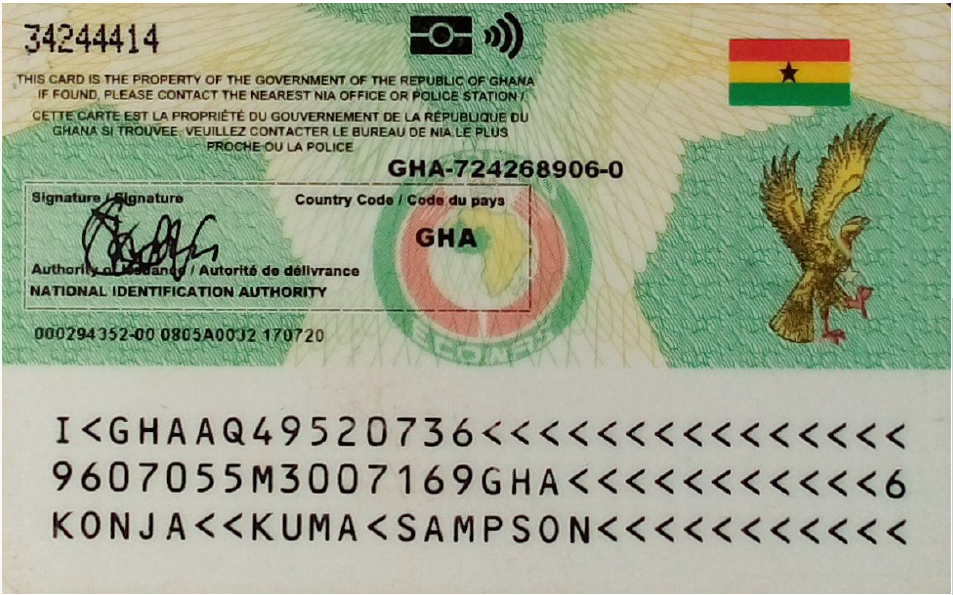 34244414
THIS CARD IS THE PROPERTY OF THE GOVERNMENT OF THE REPUBLIC OF GHANA
IF FOUND, PLEASE CONTACT THE NEAREST NIA OFFICE OR POLICE STATION /
CETTE CARTE EST LA PROPRIÉTÉ DU GOUVERNEMENT DE LA RÉPUBLIQUE DU
GHANA SI TROUVEE, VEUILLEZ CONTACTER LE BUREAU DE NIA LE PLUS
PROCHE OU LA POLICE
GHA-724268906-0
Signature / Signature
Country Code / Code du pays
GHA
Authority of Issuance / Autorité de délivrance
NATIONAL IDENTIFICATION AUTHORITY
ECOWAS
000294352-00 0805A0032 170720
I<GHAAQ49520736<<<<<<<<<<<<<<<
9607055M3007169GHA<<<<<<<<<<<6
KONJA<<KUMA<SAMPSON<<<<<<<<<<<